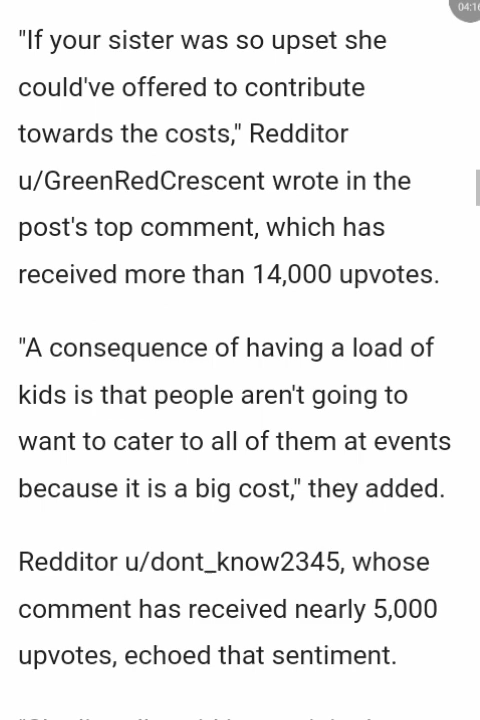 04:16
"If your sister was so upset she
could've offered to contribute
towards the costs," Redditor
u/GreenRedCrescent wrote in the
post's top comment, which has
received more than 14,000 upvotes.
"A consequence of having a load of
kids is that people aren't going to
want to cater to all of them at events
because it is a big cost," they added.
Redditor u/dont_know2345, whose
comment has received nearly 5,000
upvotes, echoed that sentiment.